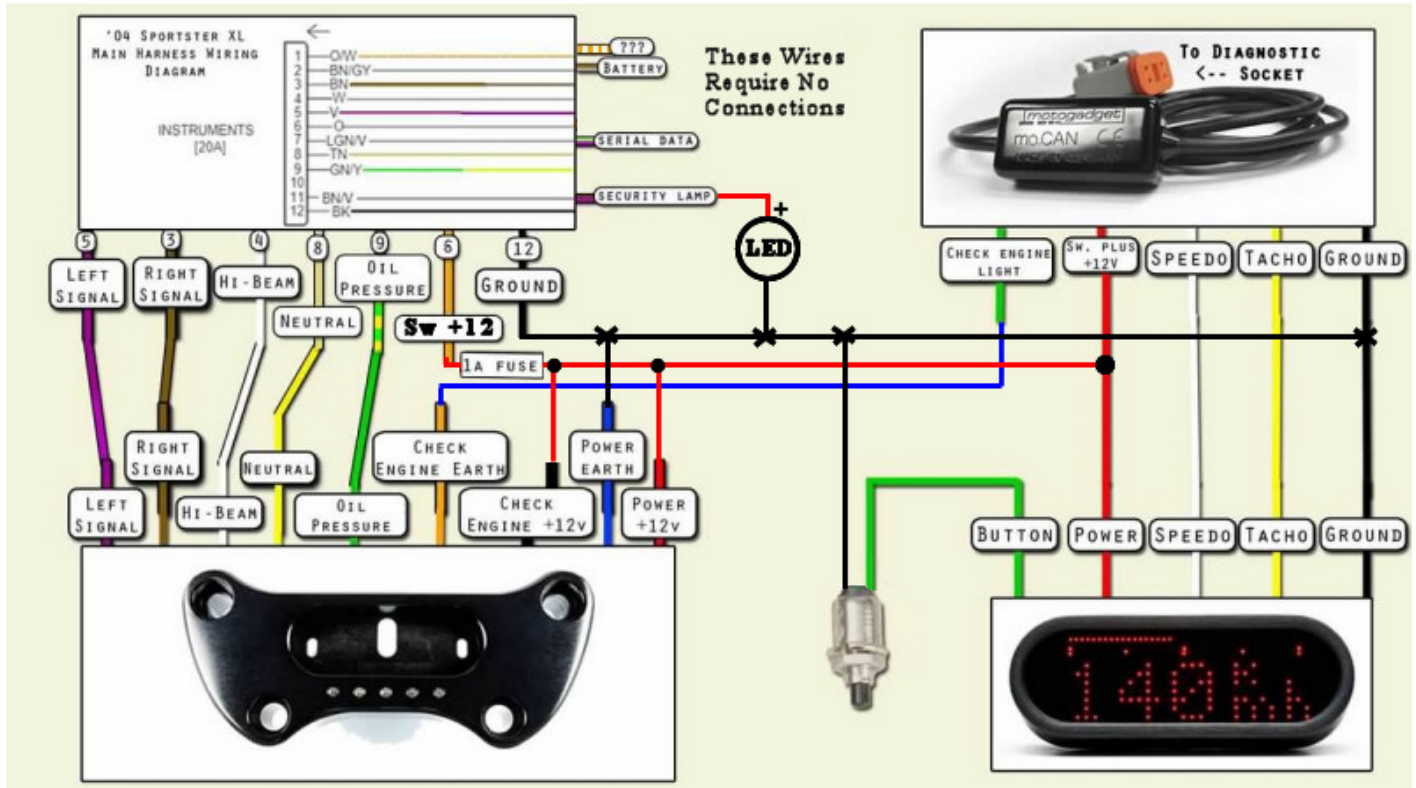 '04 Sportster XL
Main Harness Wiring
Diagram
INSTRUMENTS
[20A]
1 O/W
2 BN/GY
3 BN
4 W
5 V
6 O
7 LGN/V
8 TN
9 GN/Y
10
11 BN/V
12 BK
???
Battery
Serial Data
Security Lamp
These Wires
Require No
Connections
To Diagnostic
<-- Socket
motogadget
mo.CAN CE
+
LED
5
3
4
8
9
6
12
Left
Signal
Right
Signal
Hi-Beam
Neutral
Oil
Pressure
Sw +12
Ground
1A Fuse
Check engine
light
Sw. Plus
+12V
Speedo
Tacho
Ground
Left
Signal
Right
Signal
Hi-Beam
Neutral
Oil
Pressure
Check
Engine Earth
Check
Engine +12v
Power
Earth
Power
+12v
Button
Power
Speedo
Tacho
Ground
140